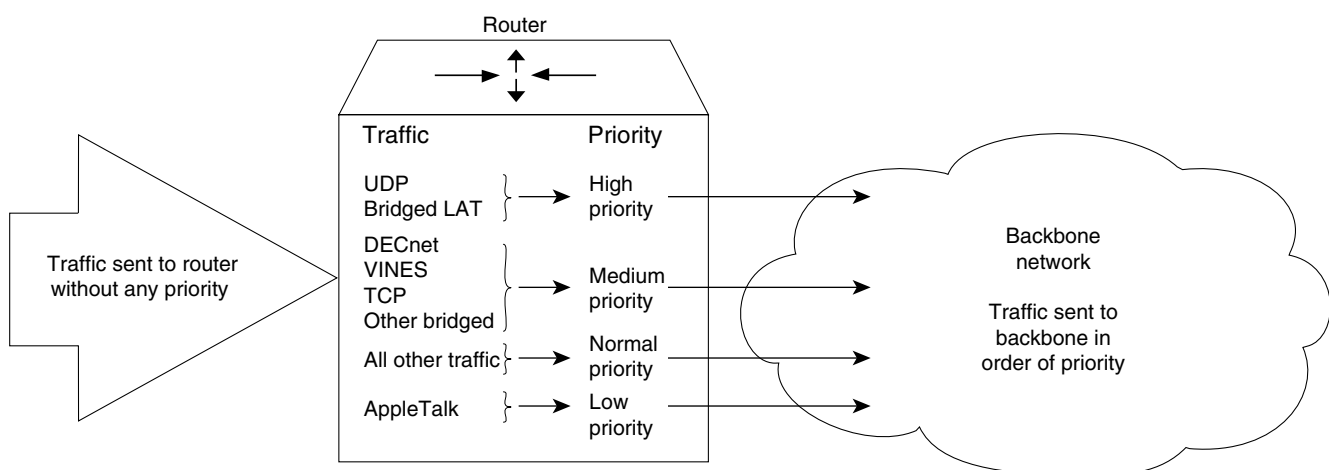 Router
Traffic sent to router
without any priority
Traffic
Priority
UDP
Bridged LAT
High
priority
DECnet
VINES
TCP
Other bridged
Medium
priority
All other traffic
Normal
priority
AppleTalk
Low
priority
Backbone
network
Traffic sent to
backbone in
order of priority